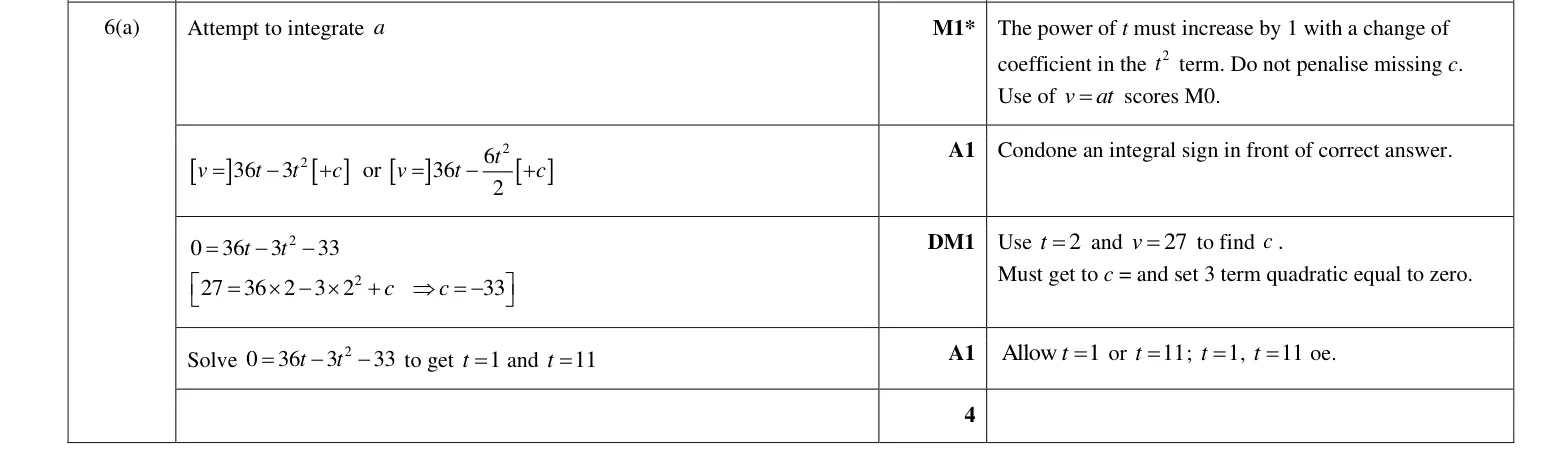 6(a) Attempt to integrate a M1* The power of t must increase by 1 with a change of
coefficient in the t² term. Do not penalise missing c.
Use of v = at scores M0.
[v =]36t − 3t² [+c] or [v =]36t − 6t²/2 [+c] A1 Condone an integral sign in front of correct answer.
0 = 36t − 3t² − 33 DM1 Use t = 2 and v = 27 to find c .
[27 = 36 × 2 − 3 × 2² + c ⇒ c = −33] Must get to c = and set 3 term quadratic equal to zero.
Solve 0 = 36t − 3t² − 33 to get t = 1 and t = 11 A1 Allow t = 1 or t = 11; t = 1, t = 11 oe.
4